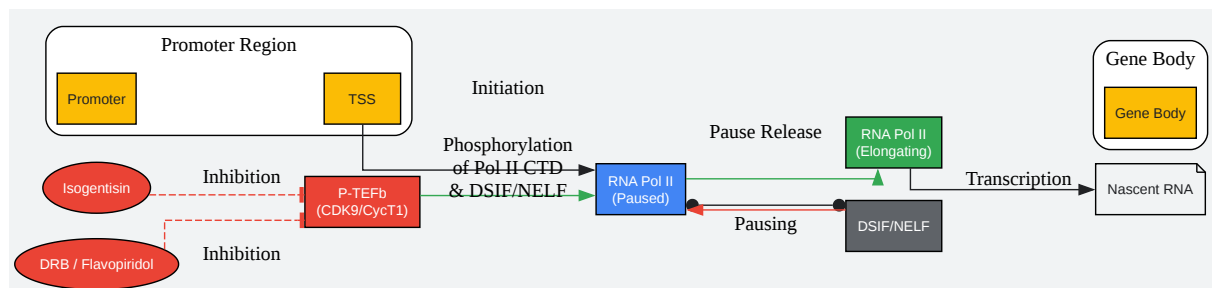 Promoter Region
Promoter
TSS
Initiation
Phosphorylation
of Pol II CTD
& DSIF/NELF
Isogentisin
Inhibition
P-TEFb
(CDK9/CycT1)
DRB / Flavopiridol
Inhibition
RNA Pol II
(Paused)
Pause Release
RNA Pol II
(Elongating)
Pausing
DSIF/NELF
Transcription
Gene Body
Gene Body
Nascent RNA